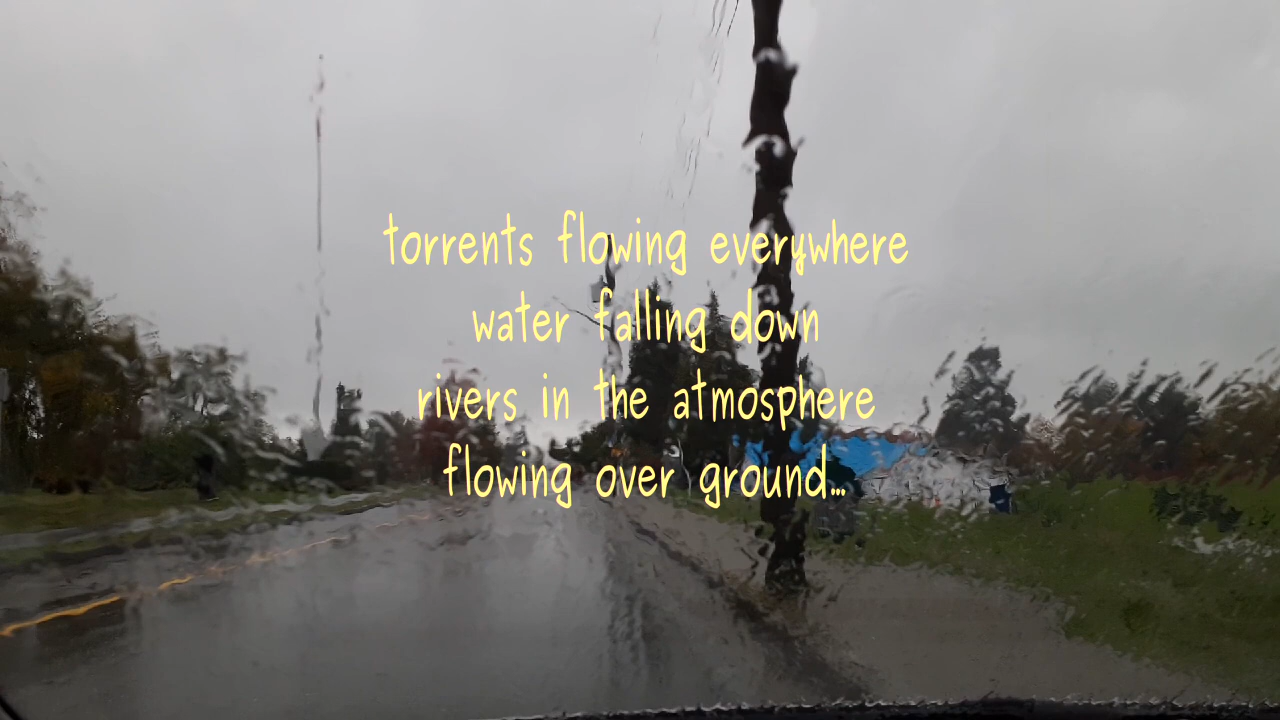 torrents flowing everywhere
water falling down
rivers in the atmosphere
flowing over ground...